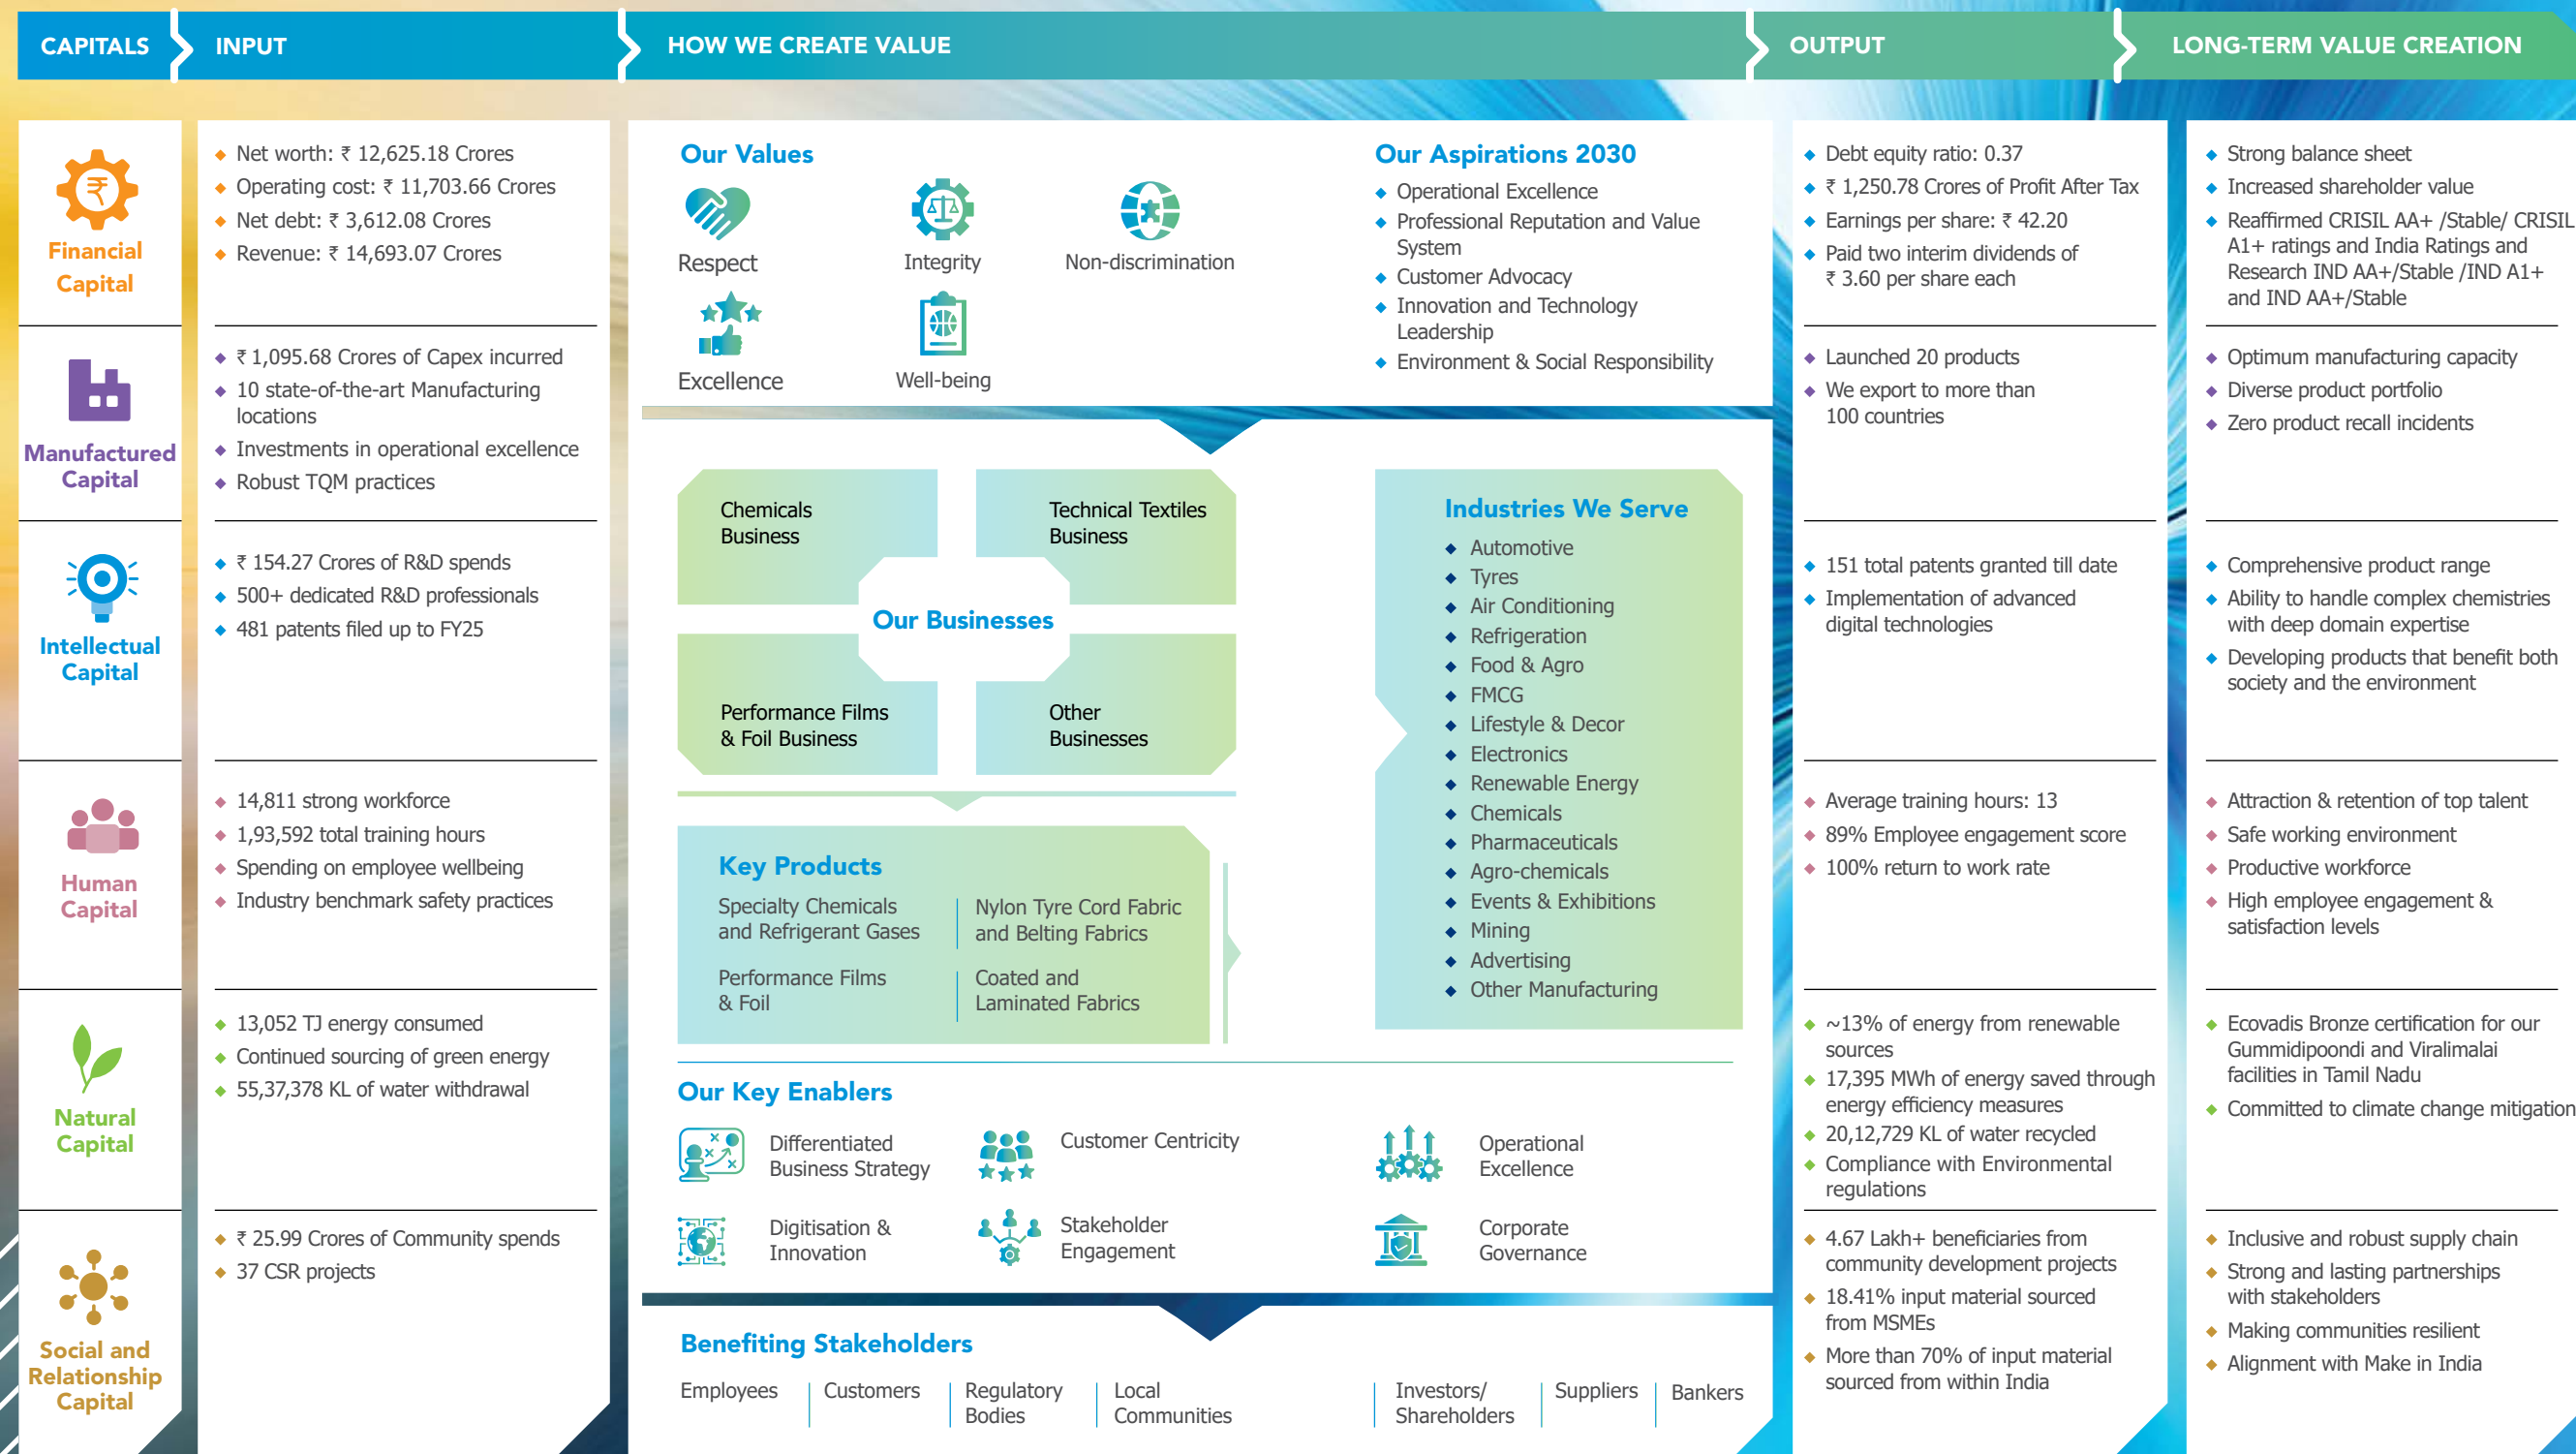 CAPITALS
INPUT
HOW WE CREATE VALUE
OUTPUT
LONG-TERM VALUE CREATION
Financial
Capital
Net worth: ₹ 12,625.18 Crores
Operating cost: ₹ 11,703.66 Crores
Net debt: ₹ 3,612.08 Crores
Revenue: ₹ 14,693.07 Crores
Manufactured
Capital
₹ 1,095.68 Crores of Capex incurred
10 state-of-the-art Manufacturing
locations
Investments in operational excellence
Robust TQM practices
Intellectual
Capital
₹ 154.27 Crores of R&D spends
500+ dedicated R&D professionals
481 patents filed up to FY25
Human
Capital
14,811 strong workforce
1,93,592 total training hours
Spending on employee wellbeing
Industry benchmark safety practices
Natural
Capital
13,052 TJ energy consumed
Continued sourcing of green energy
55,37,378 KL of water withdrawal
Social and
Relationship
Capital
₹ 25.99 Crores of Community spends
37 CSR projects
Our Values
Respect
Integrity
Non-discrimination
Excellence
Well-being
Our Aspirations 2030
Operational Excellence
Professional Reputation and Value
System
Customer Advocacy
Innovation and Technology
Leadership
Environment & Social Responsibility
Chemicals
Business
Technical Textiles
Business
Our Businesses
Performance Films
& Foil Business
Other
Businesses
Key Products
Specialty Chemicals
and Refrigerant Gases
Nylon Tyre Cord Fabric
and Belting Fabrics
Performance Films
& Foil
Coated and
Laminated Fabrics
Industries We Serve
Automotive
Tyres
Air Conditioning
Refrigeration
Food & Agro
FMCG
Lifestyle & Decor
Electronics
Renewable Energy
Chemicals
Pharmaceuticals
Agro-chemicals
Events & Exhibitions
Mining
Advertising
Other Manufacturing
Our Key Enablers
Differentiated
Business Strategy
Customer Centricity
Operational
Excellence
Digitisation &
Innovation
Stakeholder
Engagement
Corporate
Governance
Benefiting Stakeholders
Employees
Customers
Regulatory
Bodies
Local
Communities
Investors/
Shareholders
Suppliers
Bankers
Debt equity ratio: 0.37
₹ 1,250.78 Crores of Profit After Tax
Earnings per share: ₹ 42.20
Paid two interim dividends of
₹ 3.60 per share each
Launched 20 products
We export to more than
100 countries
151 total patents granted till date
Implementation of advanced
digital technologies
Average training hours: 13
89% Employee engagement score
100% return to work rate
~13% of energy from renewable
sources
17,395 MWh of energy saved through
energy efficiency measures
20,12,729 KL of water recycled
Compliance with Environmental
regulations
4.67 Lakh+ beneficiaries from
community development projects
18.41% input material sourced
from MSMEs
More than 70% of input material
sourced from within India
Strong balance sheet
Increased shareholder value
Reaffirmed CRISIL AA+ /Stable/ CRISIL
A1+ ratings and India Ratings and
Research IND AA+/Stable /IND A1+
and IND AA+/Stable
Optimum manufacturing capacity
Diverse product portfolio
Zero product recall incidents
Comprehensive product range
Ability to handle complex chemistries
with deep domain expertise
Developing products that benefit both
society and the environment
Attraction & retention of top talent
Safe working environment
Productive workforce
High employee engagement &
satisfaction levels
Ecovadis Bronze certification for our
Gummidipoondi and Viralimalai
facilities in Tamil Nadu
Committed to climate change mitigation
Inclusive and robust supply chain
Strong and lasting partnerships
with stakeholders
Making communities resilient
Alignment with Make in India